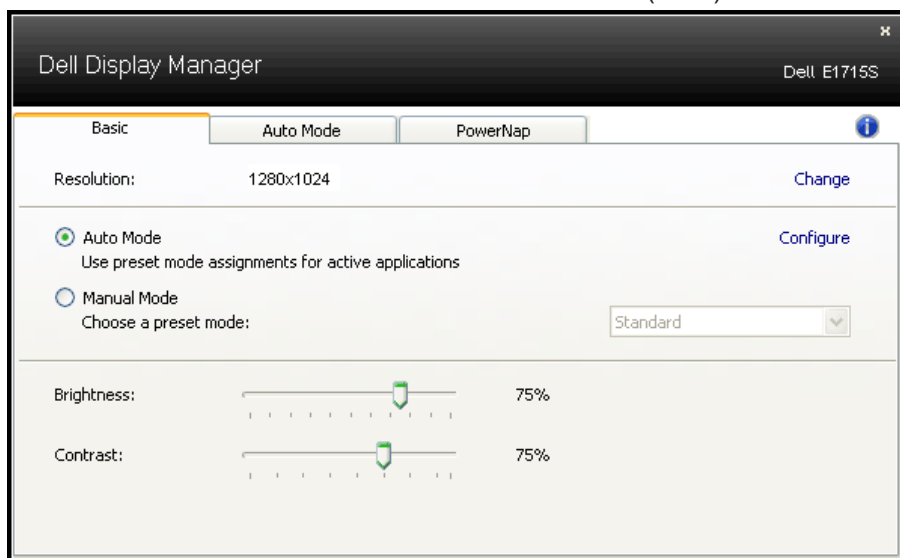 Dell Display Manager
Dell E1715S
Basic Auto Mode PowerNap
Resolution: 1280x1024 Change
Auto Mode Configure
Use preset mode assignments for active applications
Manual Mode
Choose a preset mode: Standard
Brightness: 75%
Contrast: 75%